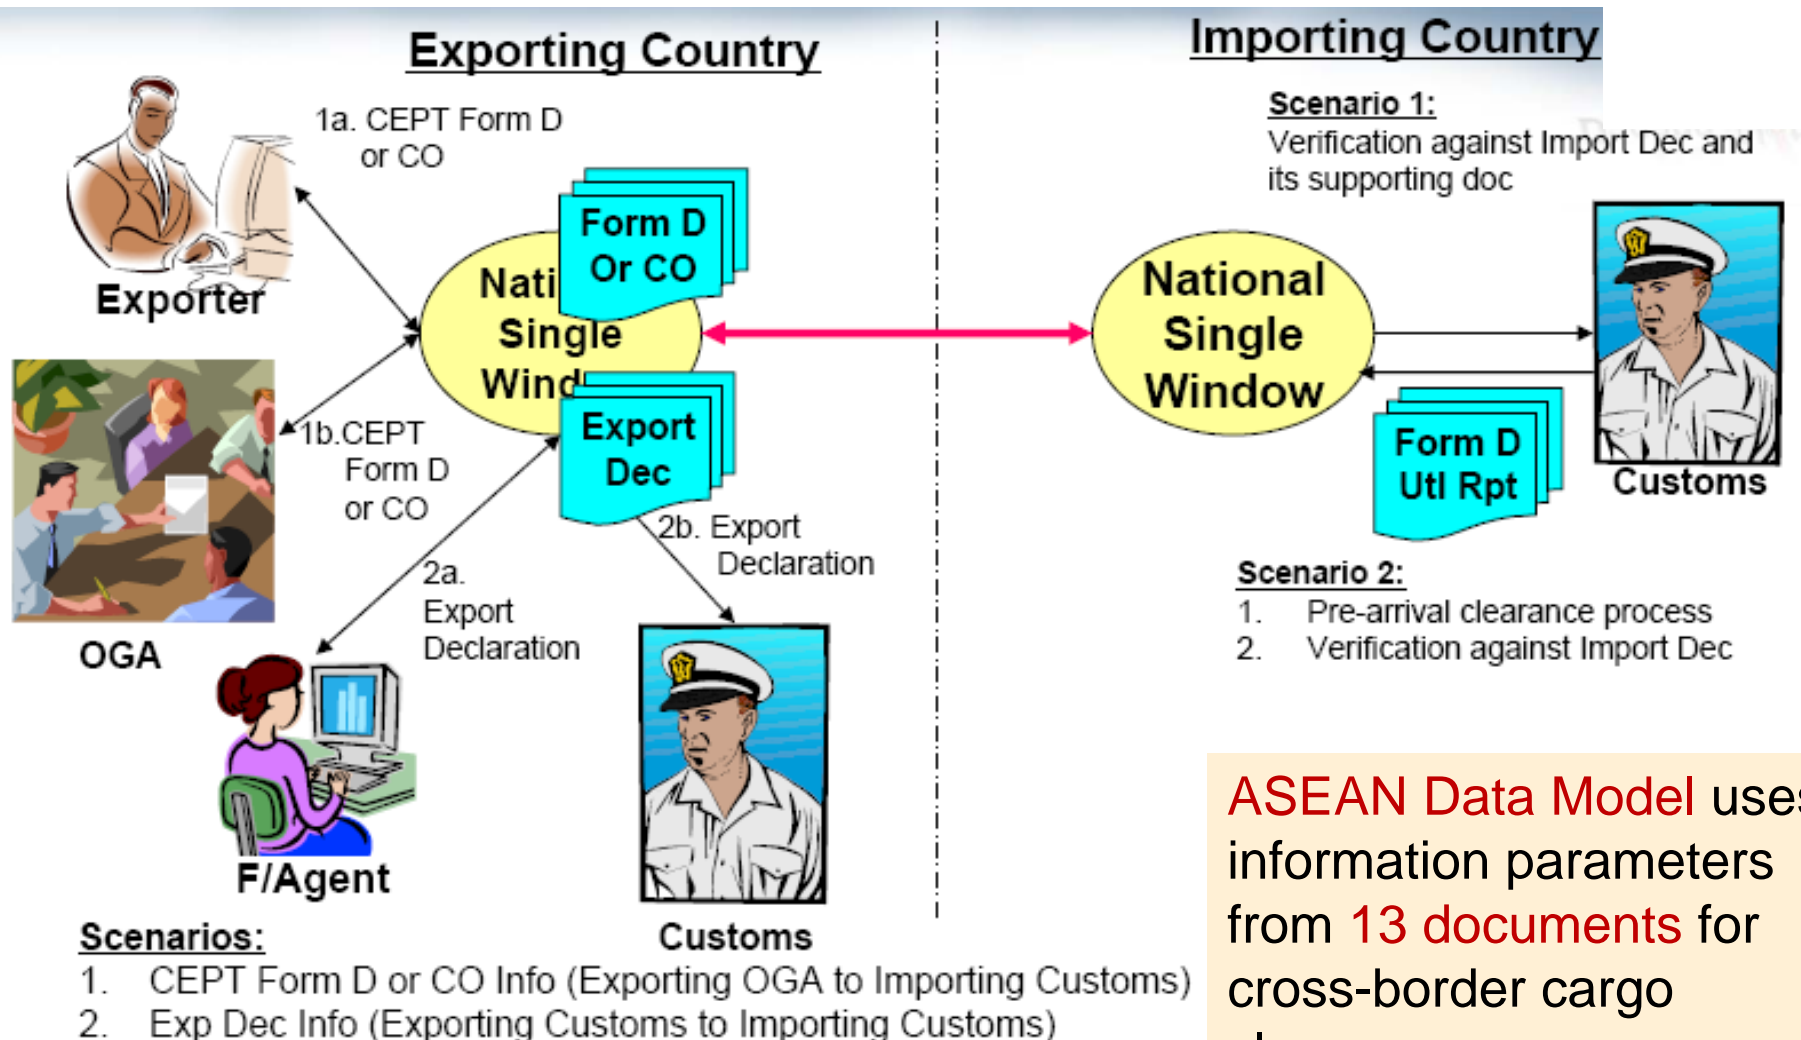 Exporting Country
Importing Country
1a. CEPT Form D
or CO
Exporter
Form D
Or CO
Nati
Single
Wind
Export
Dec
1b.CEPT
Form D
or CO
OGA
2a.
Export
Declaration
2b. Export
Declaration
F/Agent
Customs
Scenario 1:
Verification against Import Dec and
its supporting doc
National
Single
Window
Form D
Utl Rpt
Customs
Scenario 2:
1. Pre-arrival clearance process
2. Verification against Import Dec
Scenarios:
1. CEPT Form D or CO Info (Exporting OGA to Importing Customs)
2. Exp Dec Info (Exporting Customs to Importing Customs)
ASEAN Data Model uses
information parameters
from 13 documents for
cross-border cargo